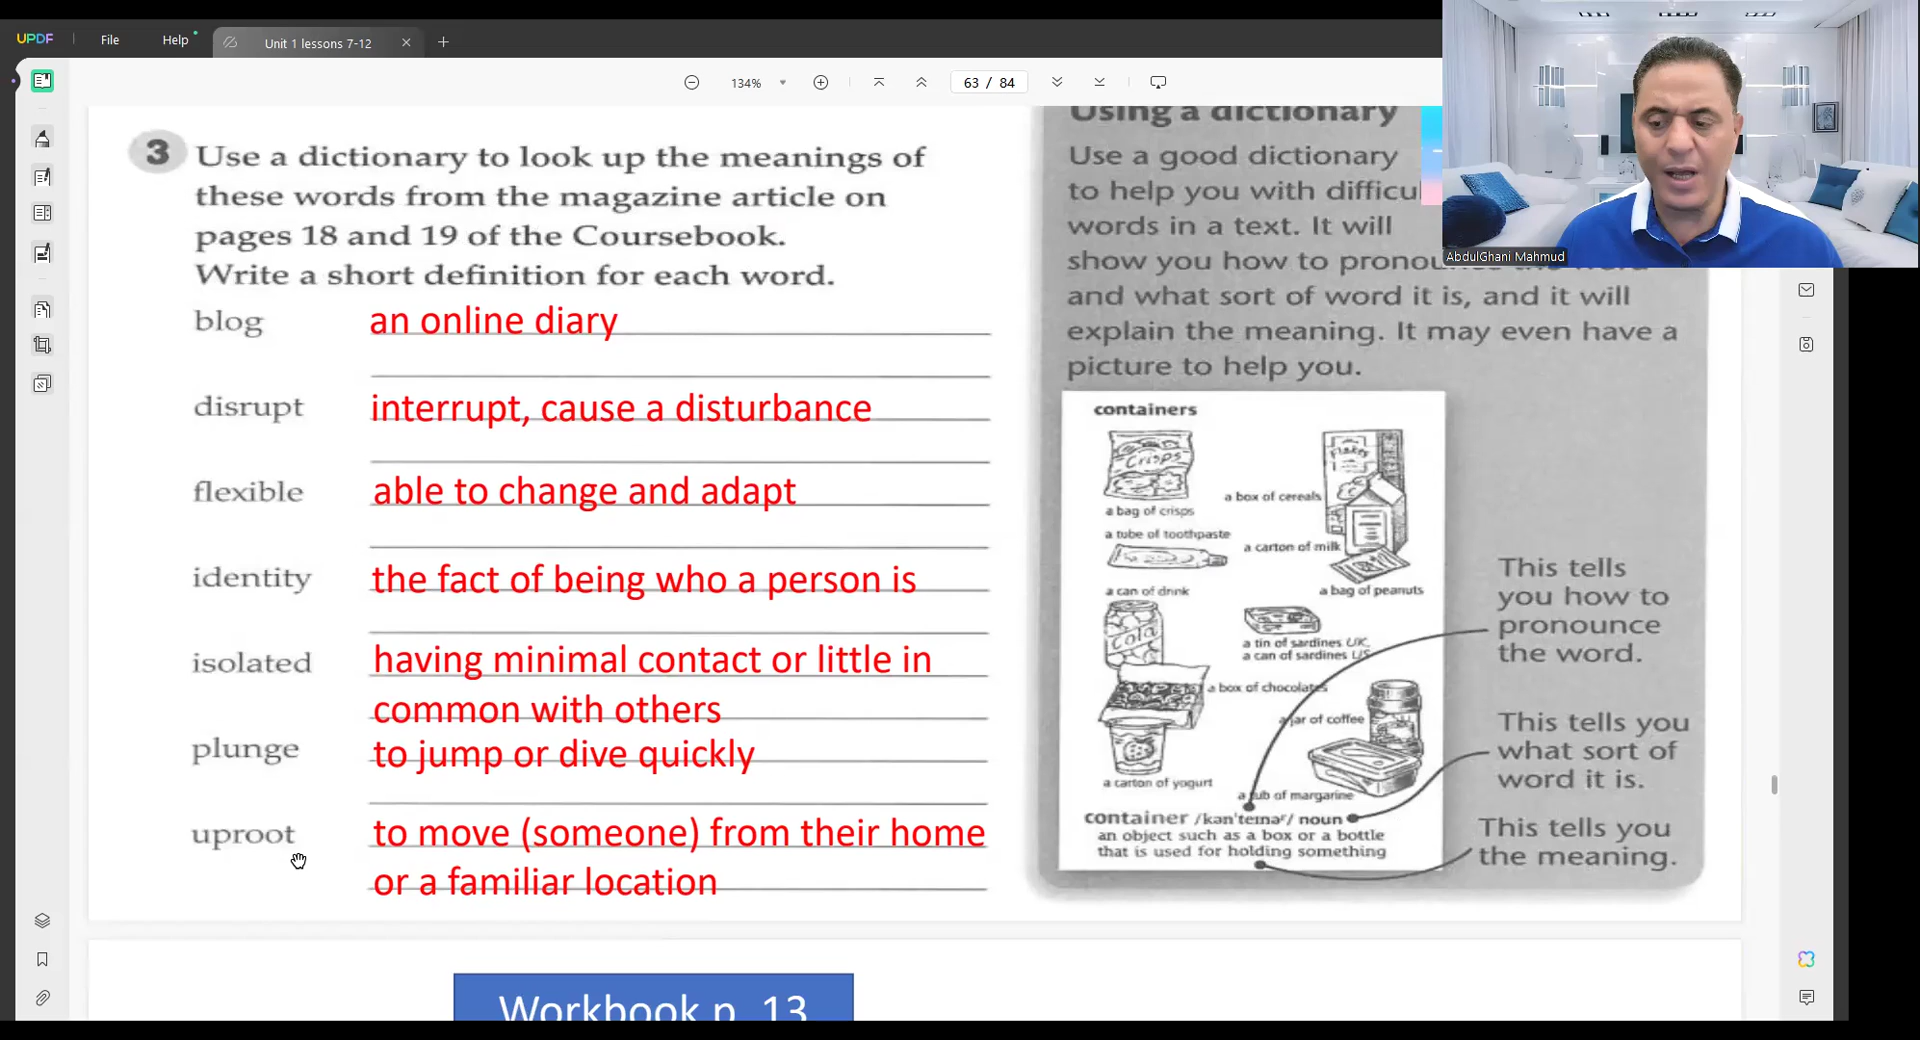 UPDF
File
Help
Unit 1 lessons 7-12
134%
63 / 84
AbdulGhani Mahmud
3
Use a dictionary to look up the meanings of
these words from the magazine article on
pages 18 and 19 of the Coursebook.
Write a short definition for each word.
blog an online diary
disrupt interrupt, cause a disturbance
flexible able to change and adapt
identity the fact of being who a person is
isolated having minimal contact or little in
common with others
plunge to jump or dive quickly
uproot to move (someone) from their home
or a familiar location
Using a dictionary
Use a good dictionary
to help you with difficul
words in a text. It will
show you how to pronounce the word
and what sort of word it is, and it will
explain the meaning. It may even have a
picture to help you.
containers
Crisps
Flakes
a box of cereals
a bag of crisps
a tube of toothpaste
a carton of milk
a can of drink
a bag of peanuts
Cola
a tin of sardines UK,
a can of sardines US
a box of chocolates
a jar of coffee
a carton of yogurt
a tub of margarine
container /kən'teɪnəʳ/ noun
an object such as a box or a bottle
that is used for holding something
This tells
you how to
pronounce
the word.
This tells you
what sort of
word it is.
This tells you
the meaning.
Workbook p. 13